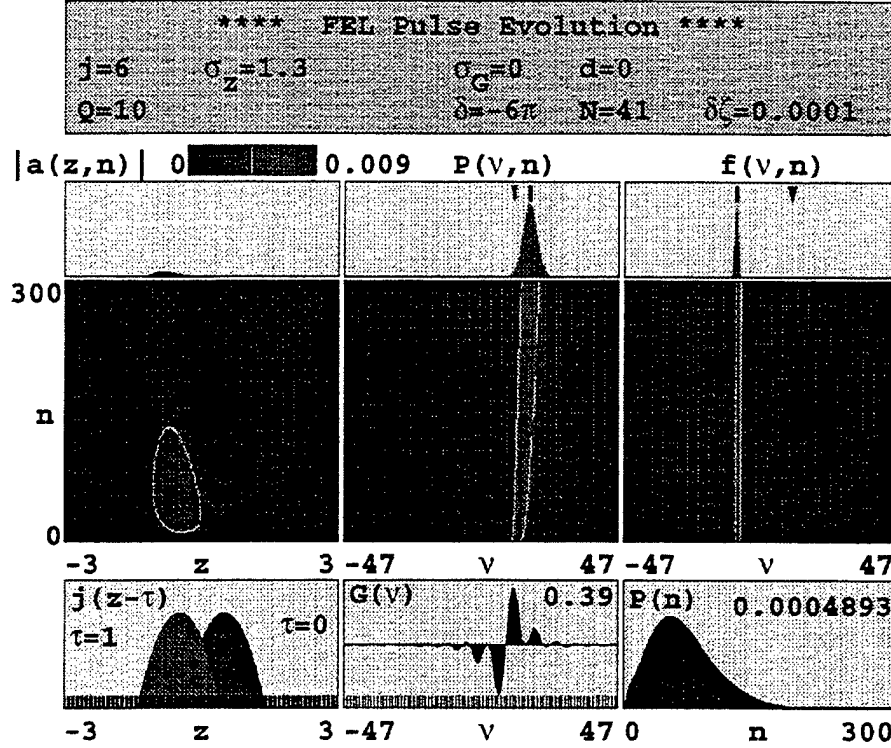 **** FEL Pulse Evolution ****
j=6 σz=1.3 σG=0 d=0
Q=10 δ=-6π N=41 δζ=0.0001
|a(z,n)| 0 0.009 P(ν,n) f(ν,n)
300
n
0
-3 z 3 -47 ν 47 -47 ν 47
j(z-τ) G(ν) 0.39 P(n) 0.0004893
τ=1 τ=0
-3 z 3 -47 ν 47 0 n 300